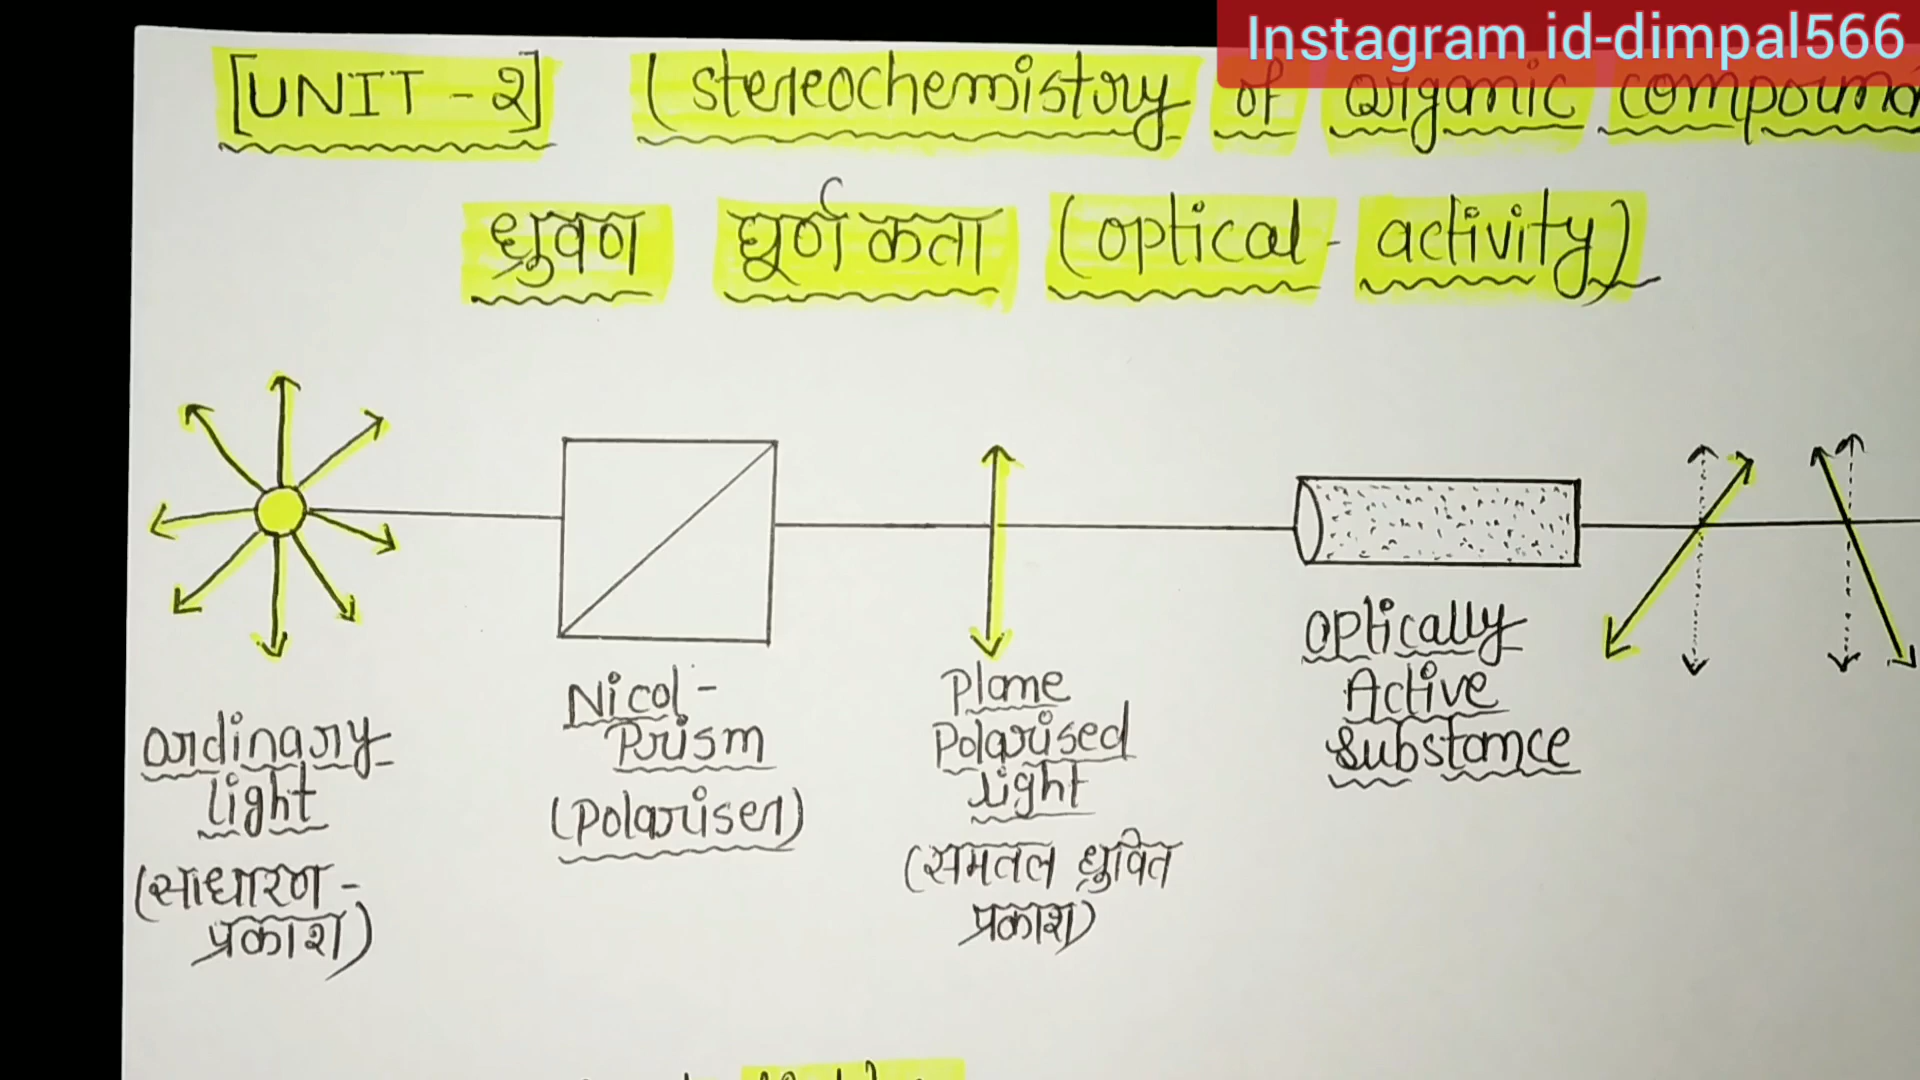 Instagram id-dimpal566
[UNIT - २] (stereochemistry of organic compound
ध्रुवण घूर्णकता (optical - activity)
ordinary
light
(साधारण -
प्रकाश)
Nicol -
Prism
(Polariser)
Plane
Polarised
light
(समतल ध्रुवित
प्रकाश)
Optically
Active
Substance